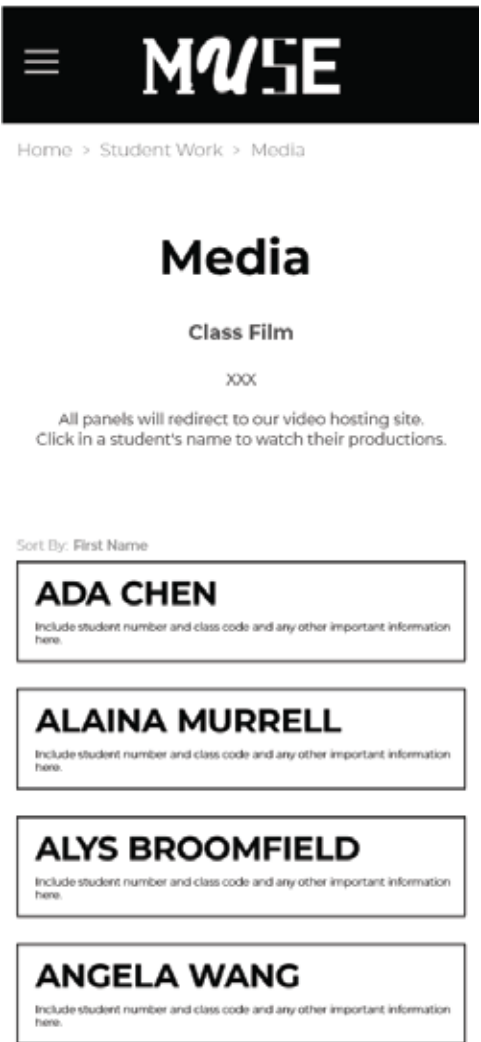 MUSE
Home > Student Work > Media
Media
Class Film
XXX
All panels will redirect to our video hosting site.
Click in a student's name to watch their productions.
Sort By: First Name
ADA CHEN
Include student number and class code and any other important information
here.
ALAINA MURRELL
Include student number and class code and any other important information
here.
ALYS BROOMFIELD
Include student number and class code and any other important information
here.
ANGELA WANG
Include student number and class code and any other important information
here.